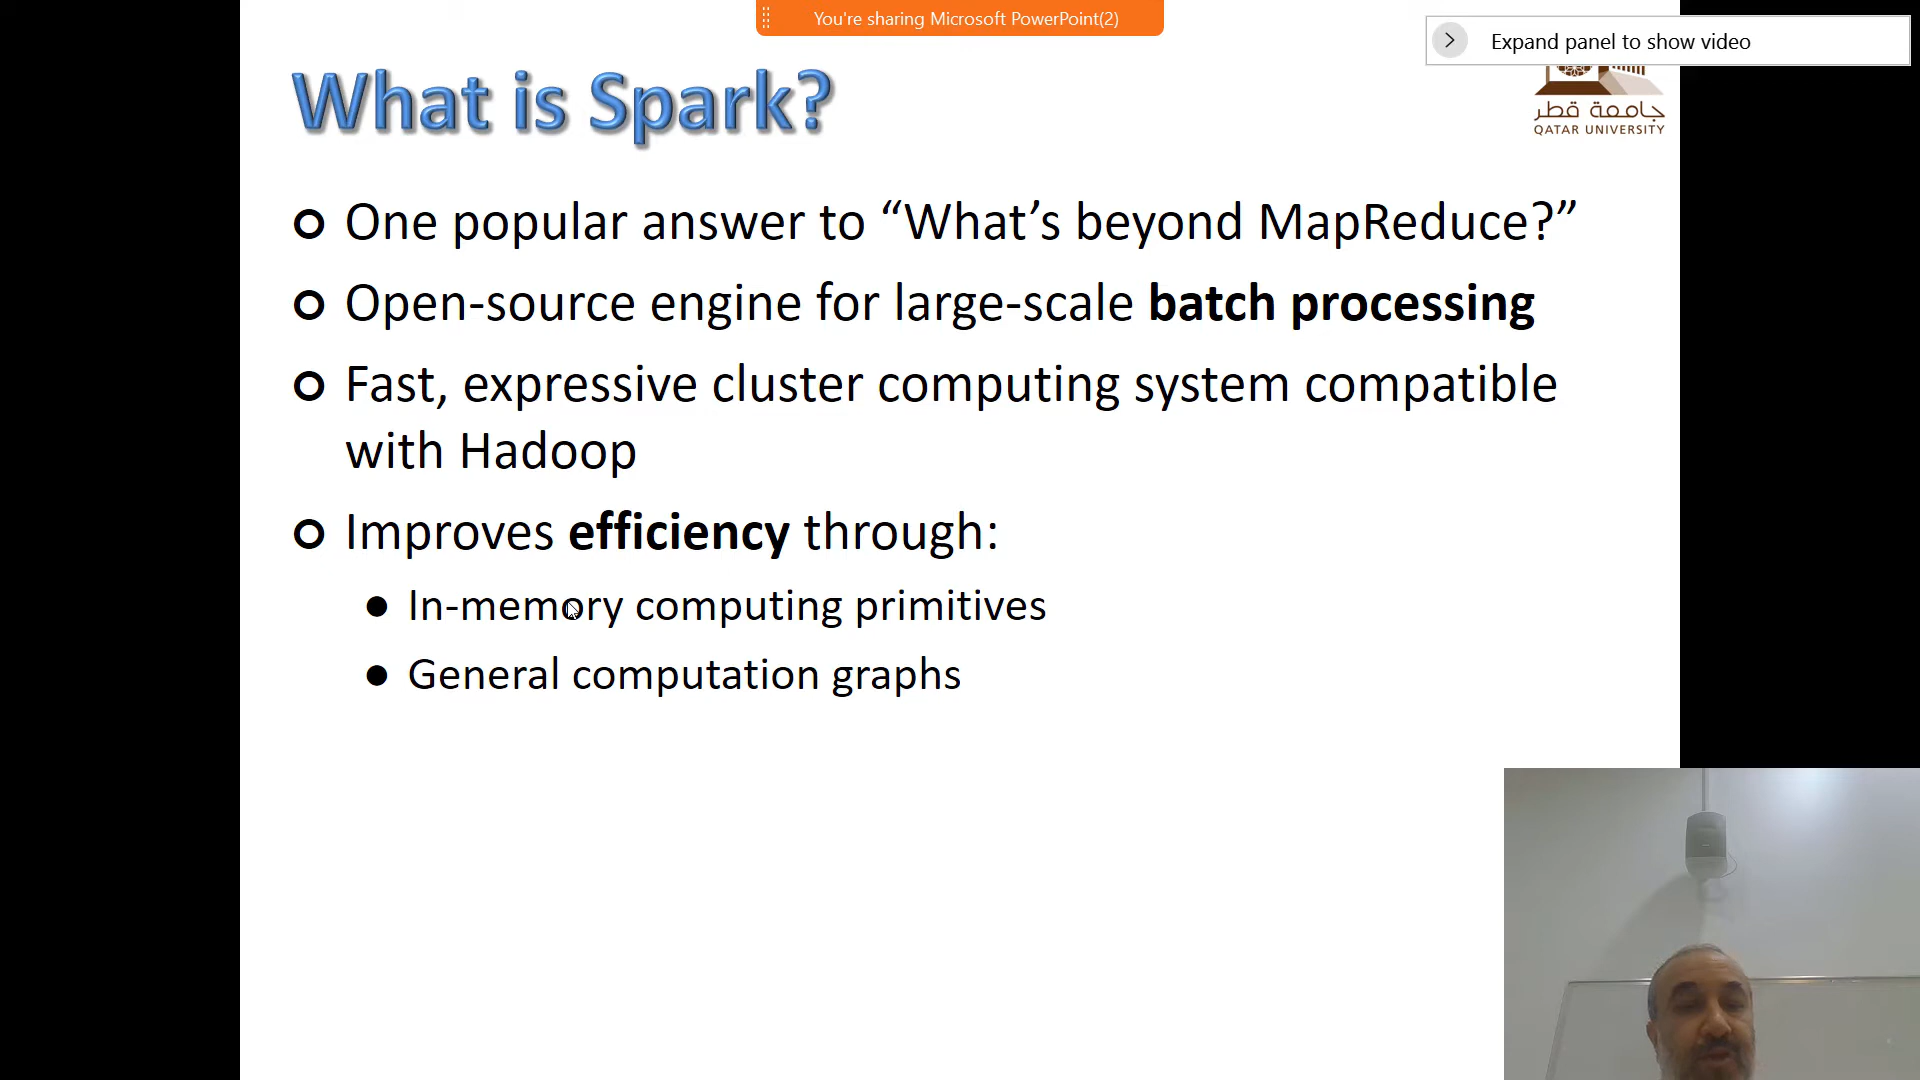 You're sharing Microsoft PowerPoint(2)
Expand panel to show video
What is Spark?
جامعة قطر
QATAR UNIVERSITY
One popular answer to “What’s beyond MapReduce?”
Open-source engine for large-scale batch processing
Fast, expressive cluster computing system compatible
with Hadoop
Improves efficiency through:
In-memory computing primitives
General computation graphs